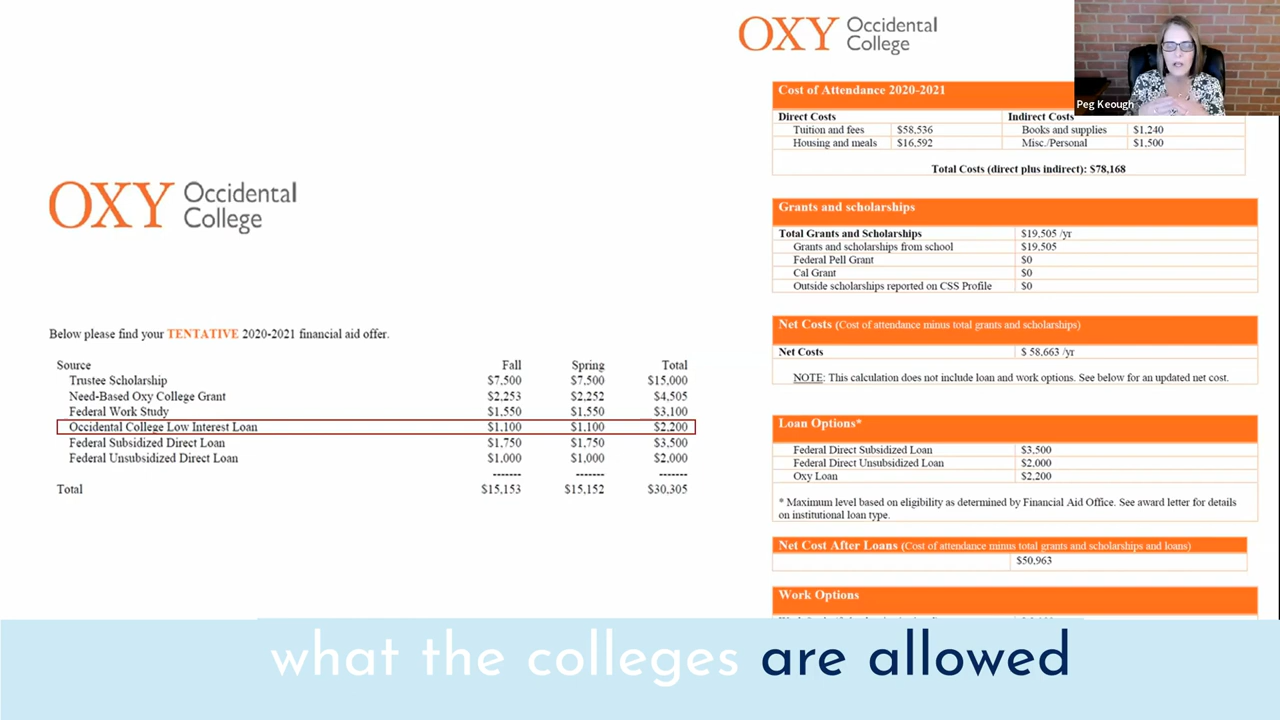 OXY Occidental College
Below please find your TENTATIVE 2020-2021 financial aid offer.
Source Fall Spring Total
Trustee Scholarship $7,500 $7,500 $15,000
Need-Based Oxy College Grant $2,253 $2,252 $4,505
Federal Work Study $1,550 $1,550 $3,100
Occidental College Low Interest Loan $1,100 $1,100 $2,200
Federal Subsidized Direct Loan $1,750 $1,750 $3,500
Federal Unsubsidized Direct Loan $1,000 $1,000 $2,000
------- ------- -------
Total $15,153 $15,152 $30,305
OXY Occidental College
Peg Keough
Cost of Attendance 2020-2021
Direct Costs Indirect Costs
Tuition and fees $58,536 Books and supplies $1,240
Housing and meals $16,592 Misc./Personal $1,500
Total Costs (direct plus indirect): $78,168
Grants and scholarships
Total Grants and Scholarships $19,505 /yr
Grants and scholarships from school $19,505
Federal Pell Grant $0
Cal Grant $0
Outside scholarships reported on CSS Profile $0
Net Costs (Cost of attendance minus total grants and scholarships)
Net Costs $ 58,663 /yr
NOTE: This calculation does not include loan and work options. See below for an updated net cost.
Loan Options*
Federal Direct Subsidized Loan $3,500
Federal Direct Unsubsidized Loan $2,000
Oxy Loan $2,200
* Maximum level based on eligibility as determined by Financial Aid Office. See award letter for details
on institutional loan type.
Net Cost After Loans (Cost of attendance minus total grants and scholarships and loans)
$50,963
Work Options
what the colleges are allowed